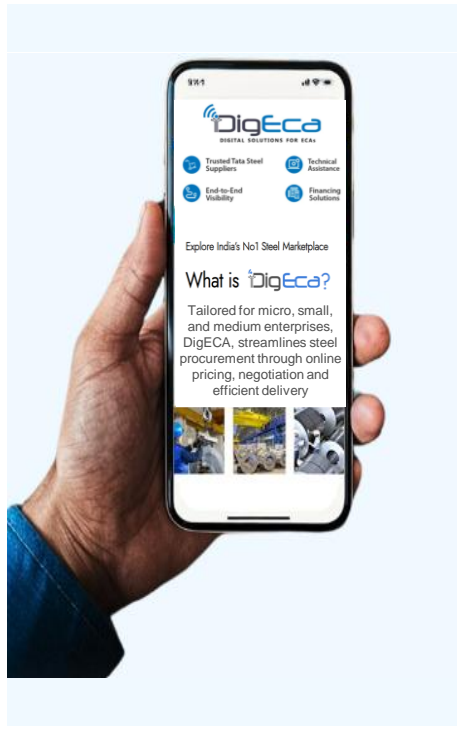 DigEca
DIGITAL SOLUTIONS FOR ECAs
Trusted Tata Steel
Suppliers
Technical
Assistance
End-to-End
Visibility
Financing
Solutions
Explore India's No1 Steel Marketplace
What is DigEca?
Tailored for micro, small,
and medium enterprises,
DigECA, streamlines steel
procurement through online
pricing, negotiation and
efficient delivery